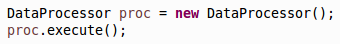 DataProcessor proc = new DataProcessor();
proc.execute();